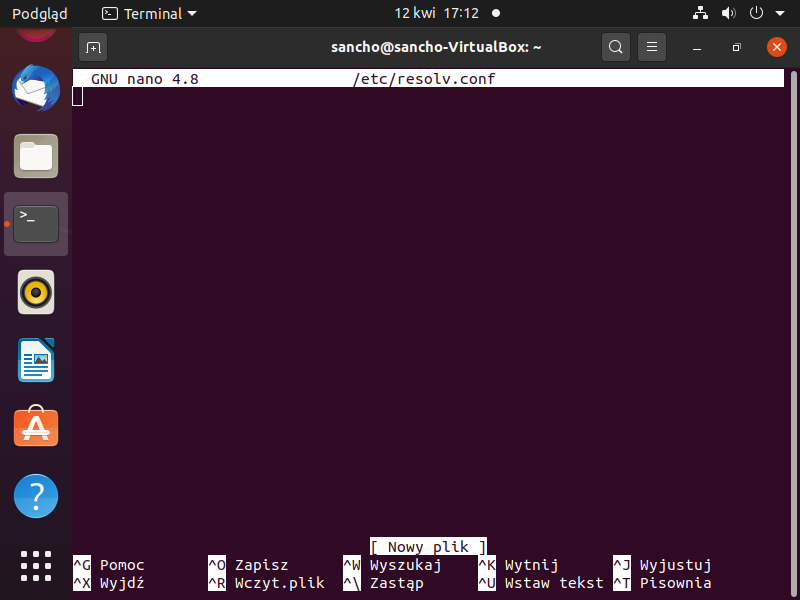 Podgląd Terminal 12 kwi 17:12
sancho@sancho-VirtualBox: ~
GNU nano 4.8 /etc/resolv.conf
>_
[ Nowy plik ]
^G Pomoc ^O Zapisz ^W Wyszukaj ^K Wytnij ^J Wyjustuj
^X Wyjdź ^R Wczyt.plik ^\ Zastąp ^U Wstaw tekst ^T Pisownia